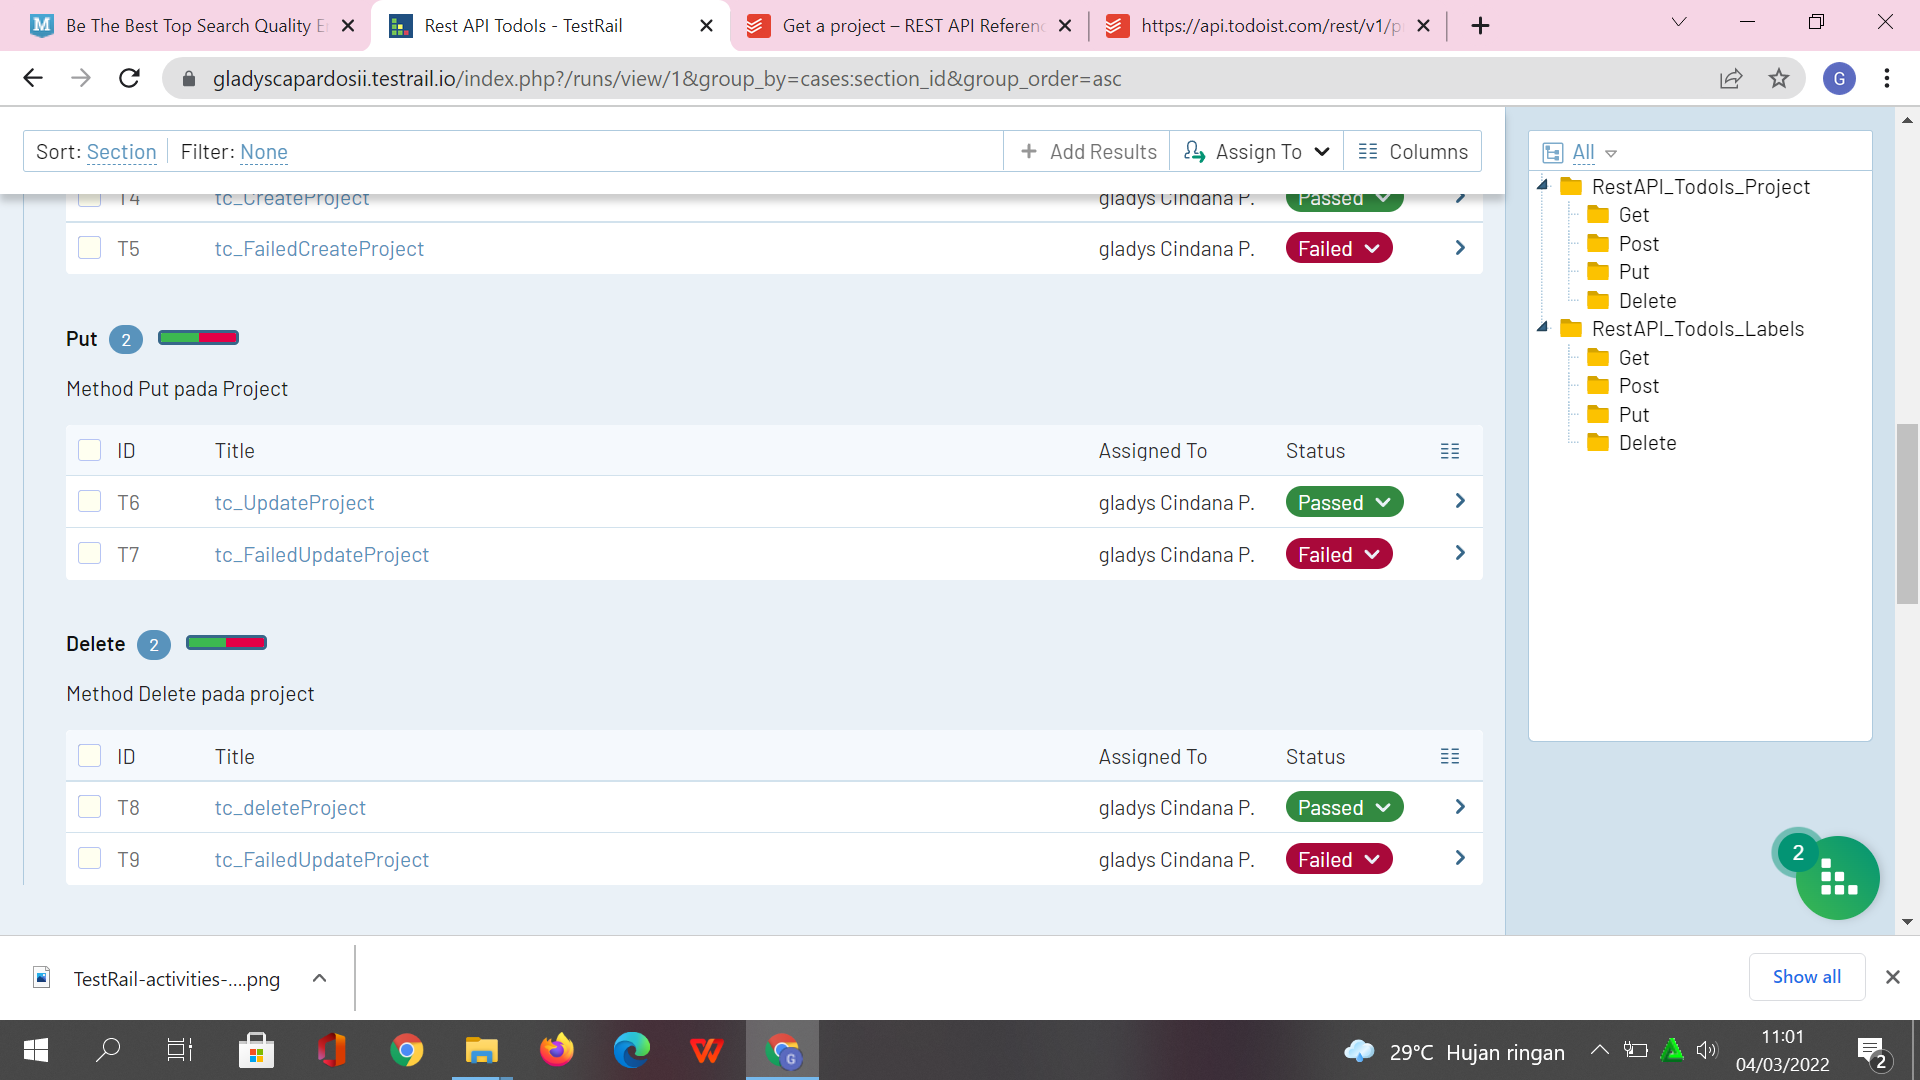 Be The Best Top Search Quality E
Rest API TodoIs - TestRail
Get a project – REST API Referen
https://api.todoist.com/rest/v1/p
gladyscapardosii.testrail.io/index.php?/runs/view/1&group_by=cases:section_id&group_order=asc
G
Sort: Section Filter: None
+ Add Results Assign To Columns
All
T4 tc_CreateProject gladys Cindana P. Passed
T5 tc_FailedCreateProject gladys Cindana P. Failed
Put 2
Method Put pada Project
ID Title Assigned To Status
T6 tc_UpdateProject gladys Cindana P. Passed
T7 tc_FailedUpdateProject gladys Cindana P. Failed
Delete 2
Method Delete pada project
ID Title Assigned To Status
T8 tc_deleteProject gladys Cindana P. Passed
T9 tc_FailedUpdateProject gladys Cindana P. Failed
RestAPI_TodoIs_Project
Get
Post
Put
Delete
RestAPI_TodoIs_Labels
Get
Post
Put
Delete
2
TestRail-activities-....png
Show all
29°C Hujan ringan
11:01
04/03/2022
2